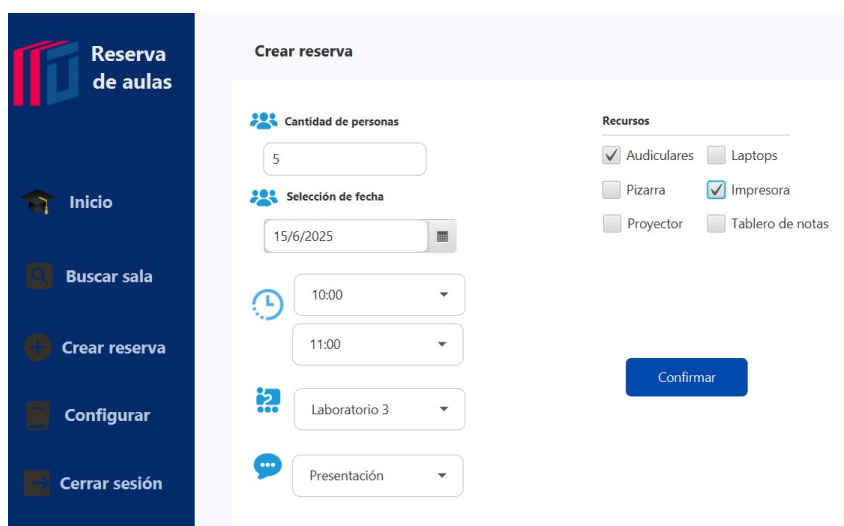 Reserva
de aulas
Inicio
Buscar sala
Crear reserva
Configurar
Cerrar sesión
Crear reserva
Cantidad de personas
5
Selección de fecha
15/6/2025
10:00
11:00
Laboratorio 3
Presentación
Recursos
Audiculares Laptops
Pizarra Impresora
Proyector Tablero de notas
Confirmar